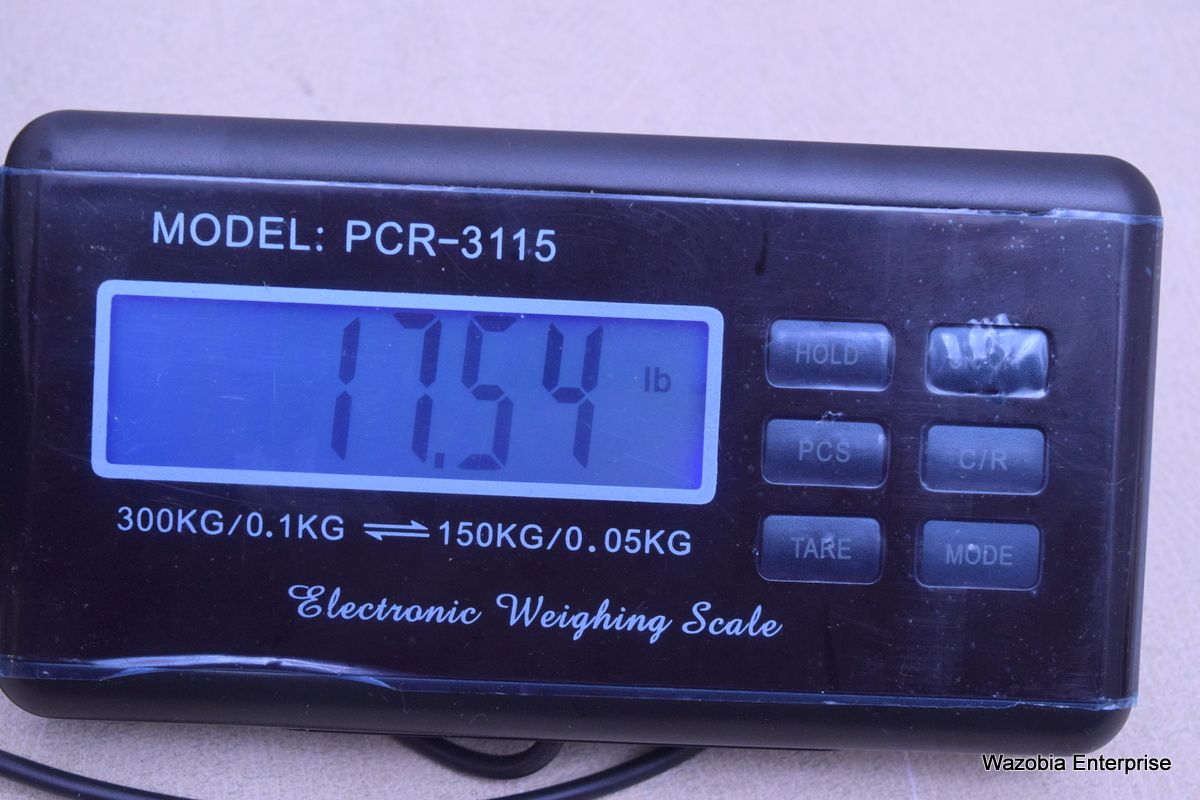 MODEL: PCR-3115
17.54 lb
HOLD
PCS
C/R
TARE
MODE
300KG/0.1KG ⇌ 150KG/0.05KG
Electronic Weighing Scale
Wazobia Enterprise